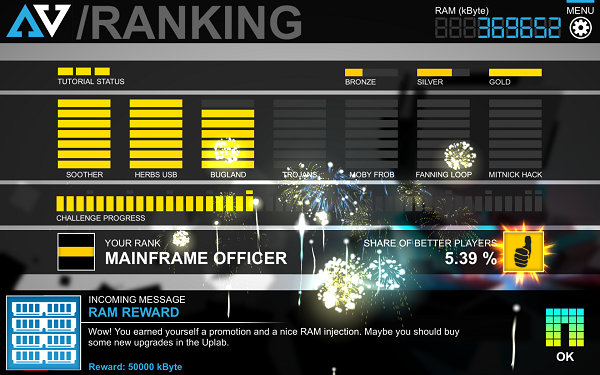 AV /RANKING
RAM (kByte)
369652
MENU
TUTORIAL STATUS
BRONZE
SILVER
GOLD
SOOTHER
HERBS USB
BUGLAND
TROJANS
MOBY FROB
FANNING LOOP
MITNICK HACK
CHALLENGE PROGRESS
YOUR RANK
MAINFRAME OFFICER
SHARE OF BETTER PLAYERS
5.39 %
INCOMING MESSAGE
RAM REWARD
Wow! You earned yourself a promotion and a nice RAM injection. Maybe you should buy
some new upgrades in the Uplab.
Reward: 50000 kByte
OK